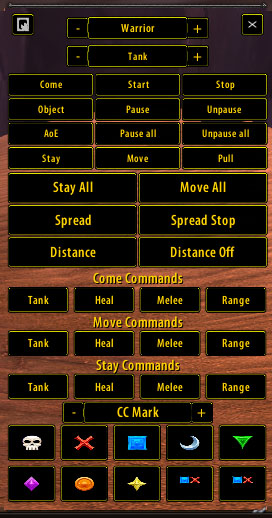 - Warrior +
- Tank +
Come Start Stop
Object Pause Unpause
AoE Pause all Unpause all
Stay Move Pull
Stay All Move All
Spread Spread Stop
Distance Distance Off
Come Commands
Tank Heal Melee Range
Move Commands
Tank Heal Melee Range
Stay Commands
Tank Heal Melee Range
- CC Mark +